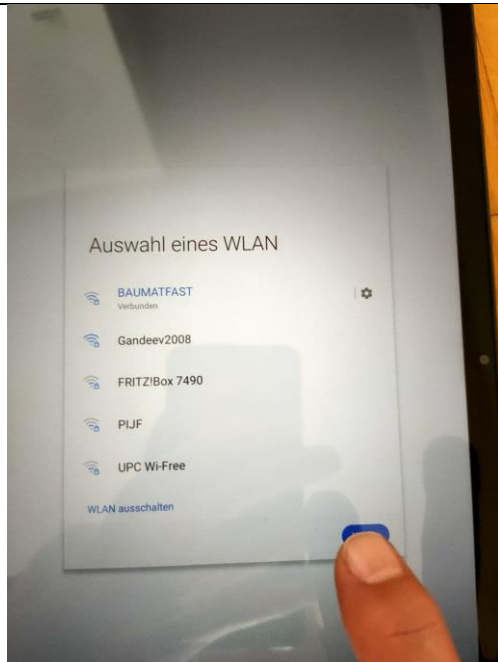 Auswahl eines WLAN
BAUMATFAST
Verbunden
Gandeev2008
FRITZ!Box 7490
PIJF
UPC Wi-Free
WLAN ausschalten